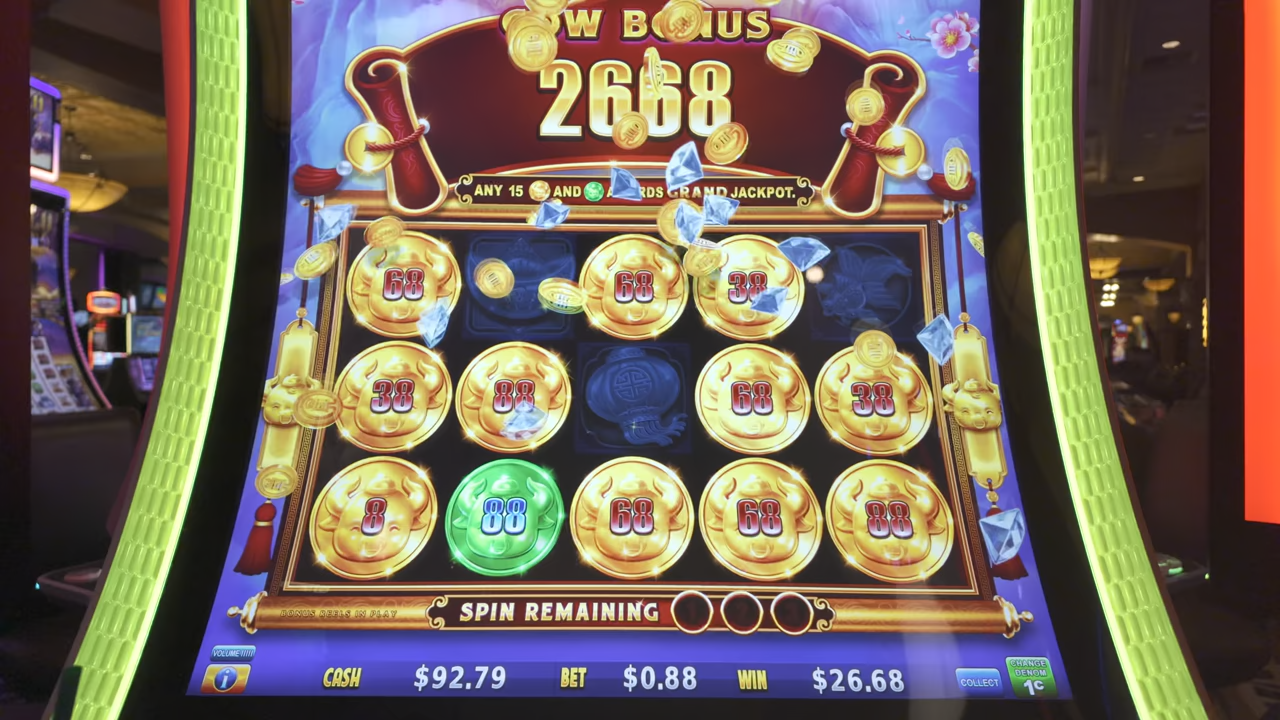 BONUS
2668
ANY 15 AND AWARDS GRAND JACKPOT.
68 68 38
38 88 68 38
8 88 68 68 88
BONUS REELS IN PLAY
SPIN REMAINING
VOLUME
CASH $92.79 BET $0.88 WIN $26.68
COLLECT
CHANGE
DENOM
1¢